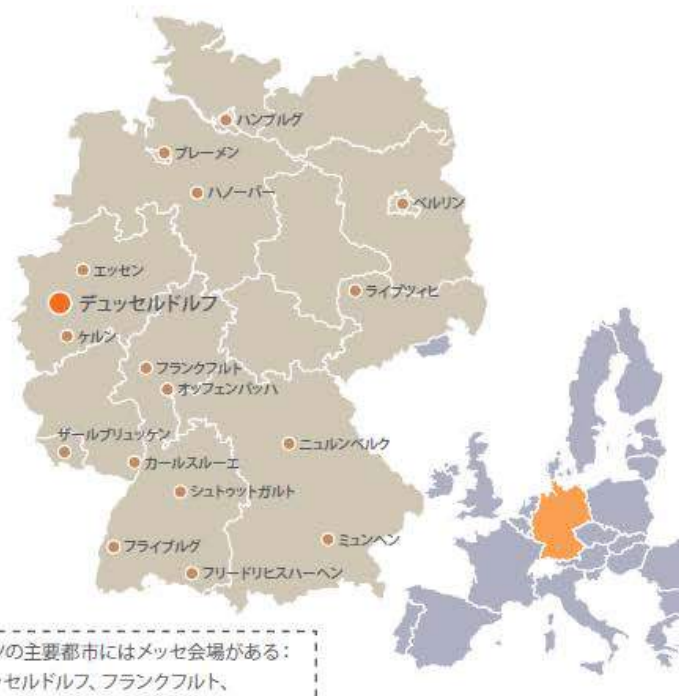 ハンブルグ
ブレーメン
ハノーバー
ベルリン
エッセン
デュッセルドルフ
ライプツィヒ
ケルン
フランクフルト
オッフェンバッハ
ザールブリュッケン
ニュルンベルク
カールスルーエ
シュトゥットガルト
フライブルグ
ミュンヘン
フリードリヒスハーヘン
の主要都市にはメッセ会場がある：
セルドルフ、フランクフルト、